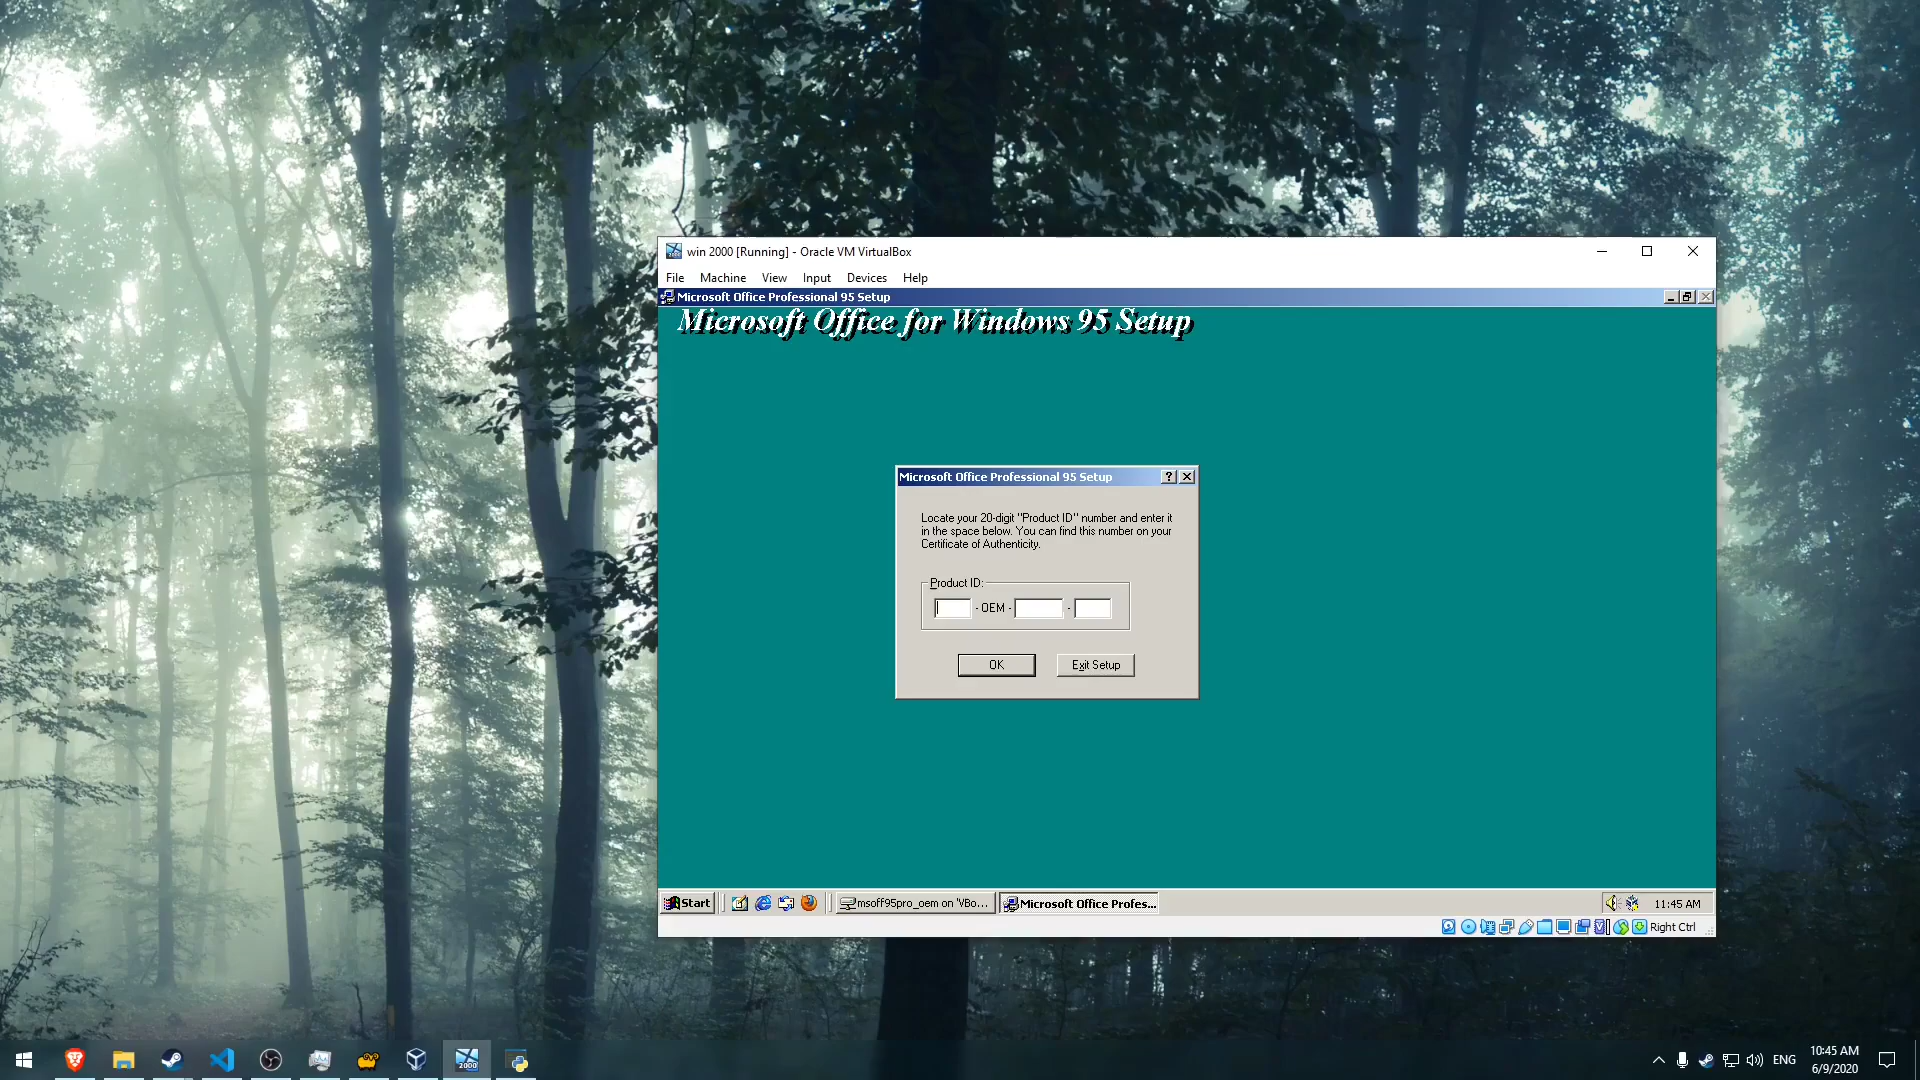 win 2000 [Running] - Oracle VM VirtualBox
File Machine View Input Devices Help
Microsoft Office Professional 95 Setup
Microsoft Office for Windows 95 Setup
Microsoft Office Professional 95 Setup
Locate your 20-digit "Product ID" number and enter it
in the space below. You can find this number on your
Certificate of Authenticity.
Product ID:
- OEM - -
OK Exit Setup
Start msoff95pro_oem on 'VBo... Microsoft Office Profes... 11:45 AM
Right Ctrl
2000
ENG 10:45 AM
6/9/2020